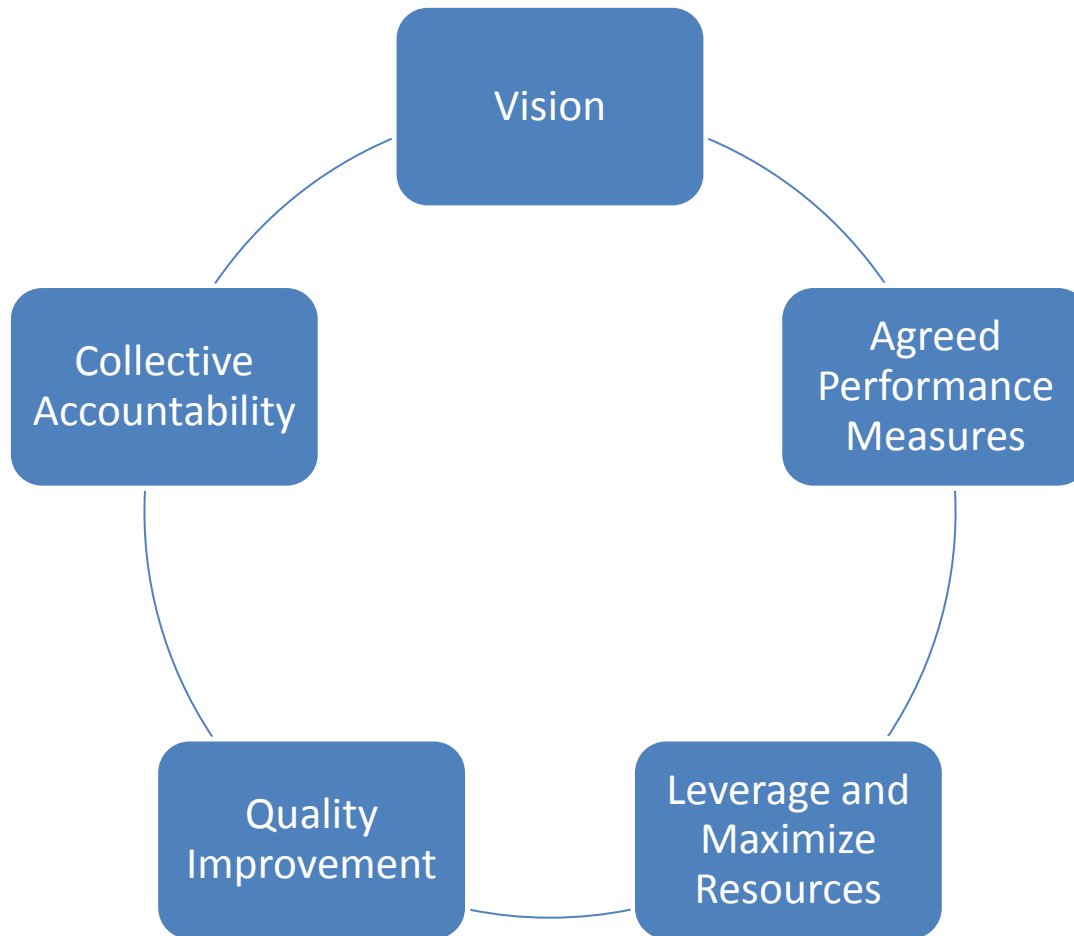 Vision
Agreed
Performance
Measures
Leverage and
Maximize
Resources
Quality
Improvement
Collective
Accountability